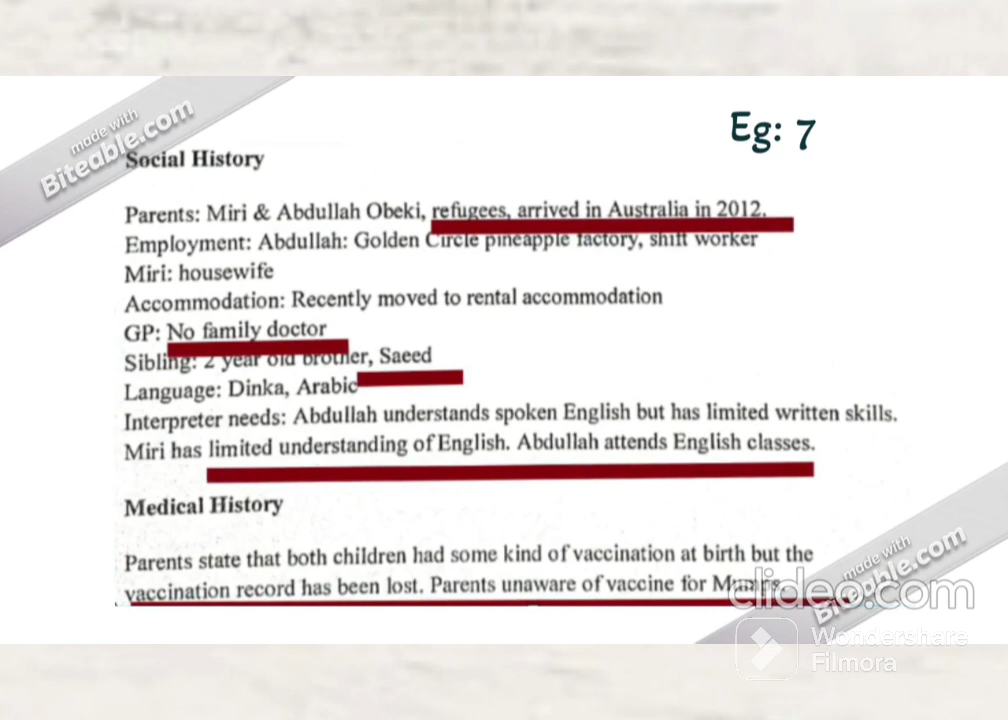 Eg: 7
made with
Biteable.com
Social History
Parents: Miri & Abdullah Obeki, refugees, arrived in Australia in 2012.
Employment: Abdullah: Golden Circle pineapple factory, shift worker
Miri: housewife
Accommodation: Recently moved to rental accommodation
GP: No family doctor
Sibling: 2 year old brother, Saeed
Language: Dinka, Arabic
Interpreter needs: Abdullah understands spoken English but has limited written skills.
Miri has limited understanding of English. Abdullah attends English classes.
Medical History
Parents state that both children had some kind of vaccination at birth but the
vaccination record has been lost. Parents unaware of vaccine for Mumps
made with
Biteable.com
clideo.com
Wondershare
Filmora